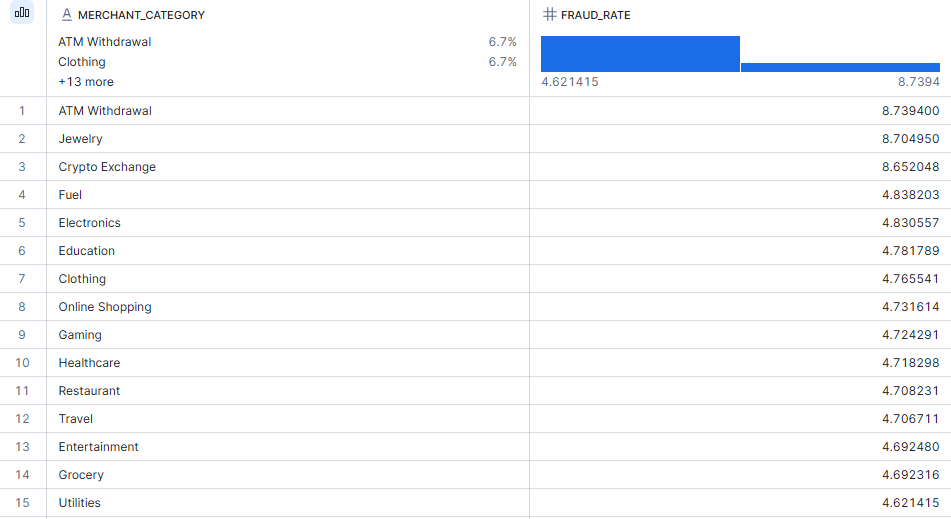 A MERCHANT_CATEGORY # FRAUD_RATE
ATM Withdrawal 6.7%
Clothing 6.7%
+13 more 4.621415 8.7394
1 ATM Withdrawal 8.739400
2 Jewelry 8.704950
3 Crypto Exchange 8.652048
4 Fuel 4.838203
5 Electronics 4.830557
6 Education 4.781789
7 Clothing 4.765541
8 Online Shopping 4.731614
9 Gaming 4.724291
10 Healthcare 4.718298
11 Restaurant 4.708231
12 Travel 4.706711
13 Entertainment 4.692480
14 Grocery 4.692316
15 Utilities 4.621415